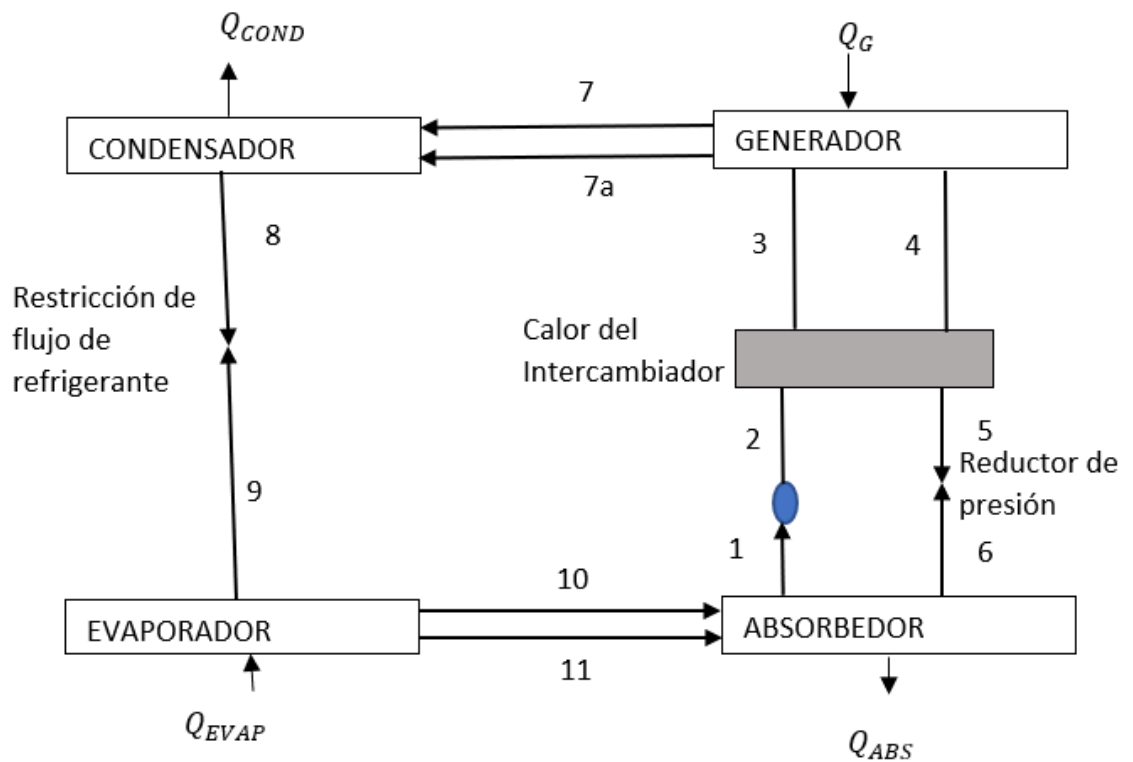 Q_COND
Q_G
7
CONDENSADOR
GENERADOR
7a
8
3
4
Restricción de
flujo de
refrigerante
Calor del
Intercambiador
2
5
Reductor de
presión
9
1
6
10
EVAPORADOR
ABSORBEDOR
11
Q_EVAP
Q_ABS